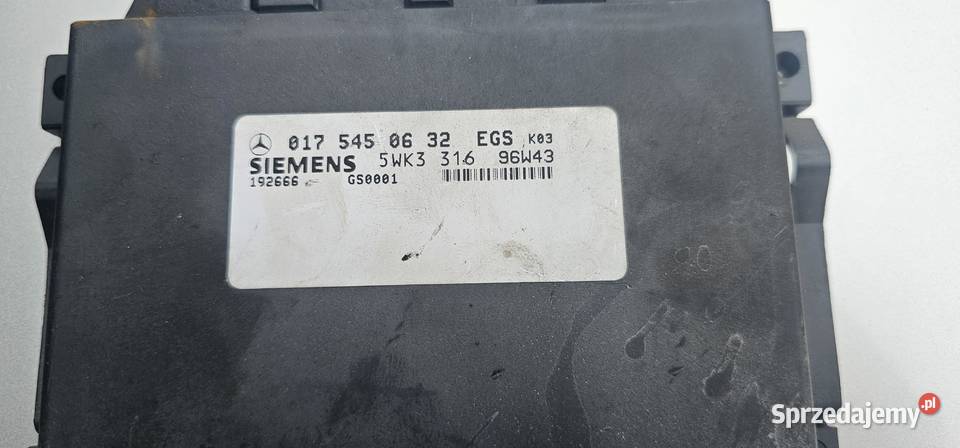 017 545 06 32 EGS K03
SIEMENS 5WK3 316 96W43
192666 GS0001
Sprzedajemy.pl